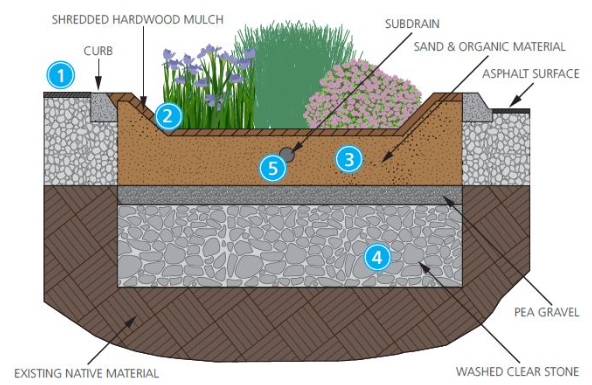 SHREDDED HARDWOOD MULCH
SUBDRAIN
SAND & ORGANIC MATERIAL
CURB
ASPHALT SURFACE
1
2
3
5
4
PEA GRAVEL
EXISTING NATIVE MATERIAL
WASHED CLEAR STONE